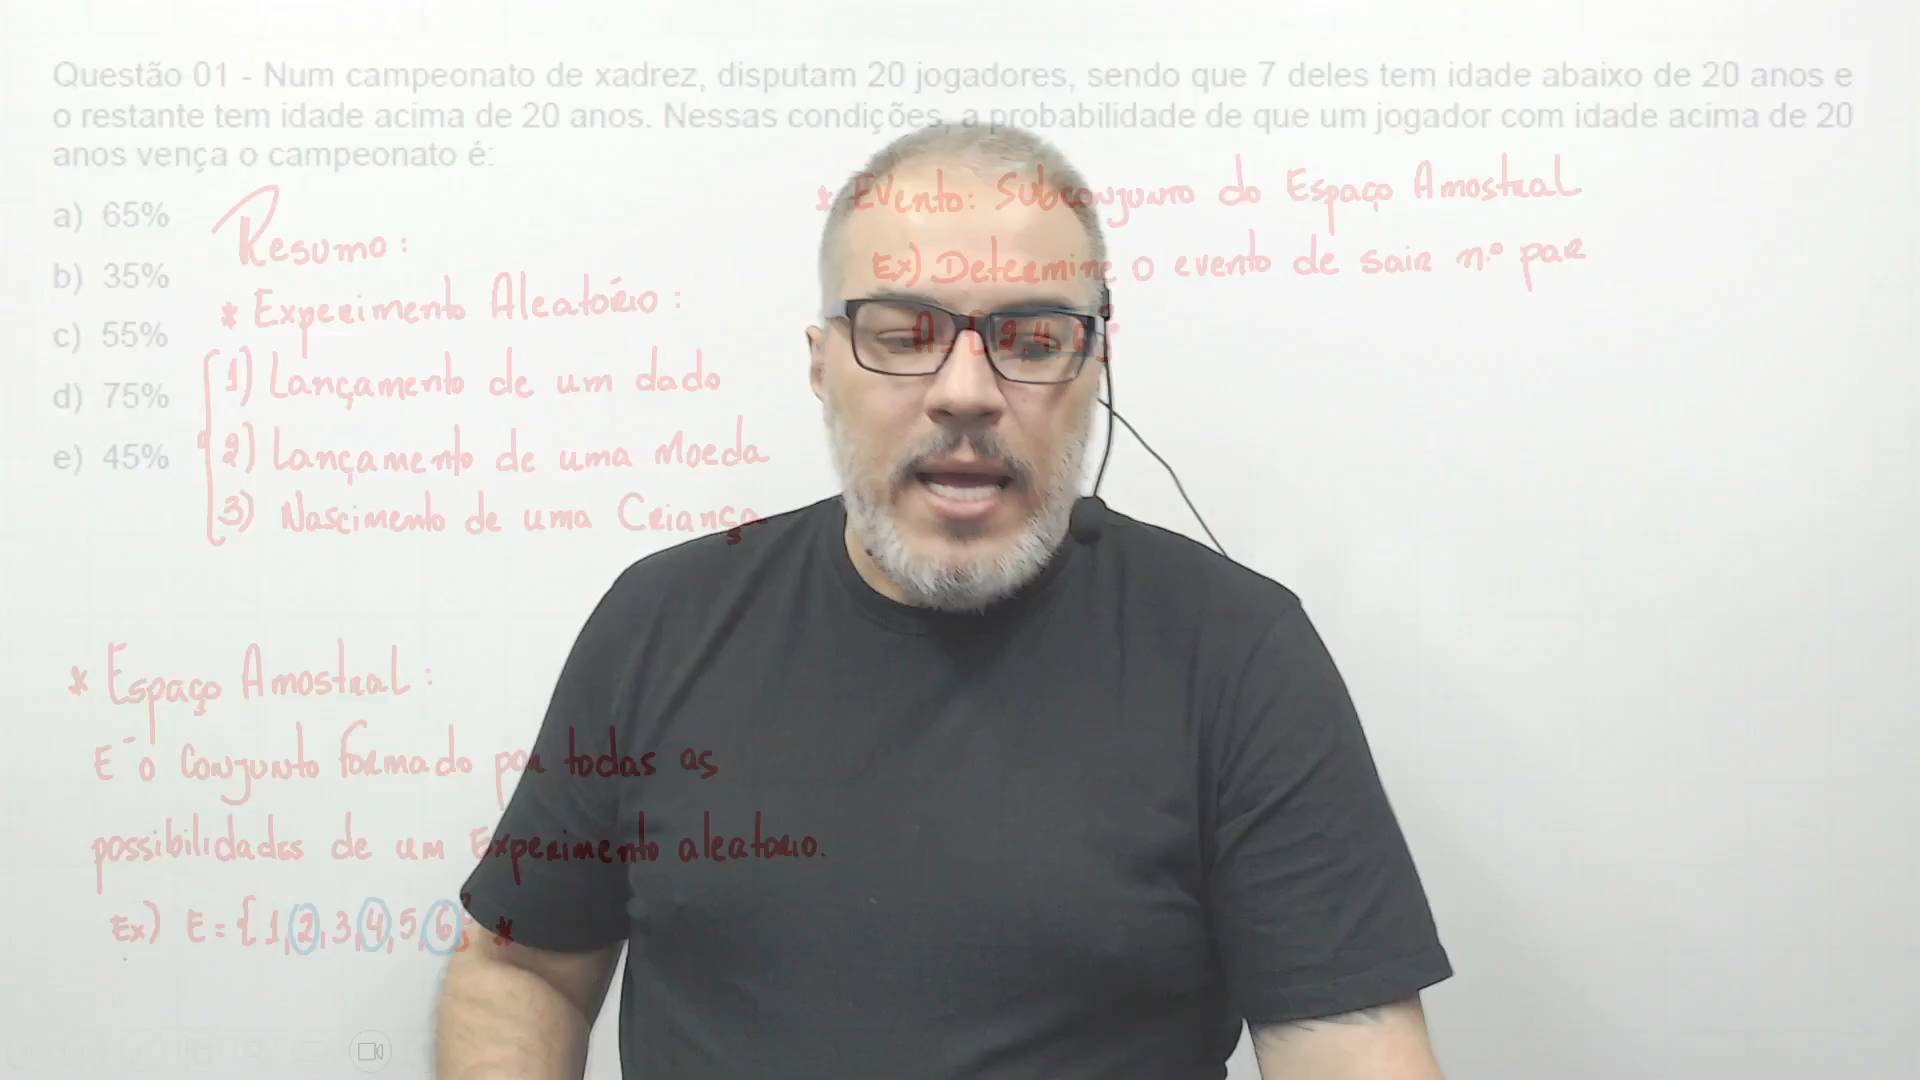 Questão 01 - Num campeonato de xadrez, disputam 20 jogadores, sendo que 7 deles tem idade abaixo de 20 anos e
o restante tem idade acima de 20 anos. Nessas condições, a probabilidade de que um jogador com idade acima de 20
anos vença o campeonato é:
a) 65%
b) 35%
c) 55%
d) 75%
e) 45%
Resumo:
* Experimento Aleatório:
1) Lançamento de um dado
2) Lançamento de uma Moeda
3) Nascimento de uma Criança
* Espaço Amostral:
É o Conjunto formado por todas as
possibilidades de um Experimento aleatorio.
Ex) E = {1,2,3,4,5,6} *
* Evento: Subconjunto do Espaço Amostral
Ex) Determine o evento de sair n.º par
A = {2,4,6}